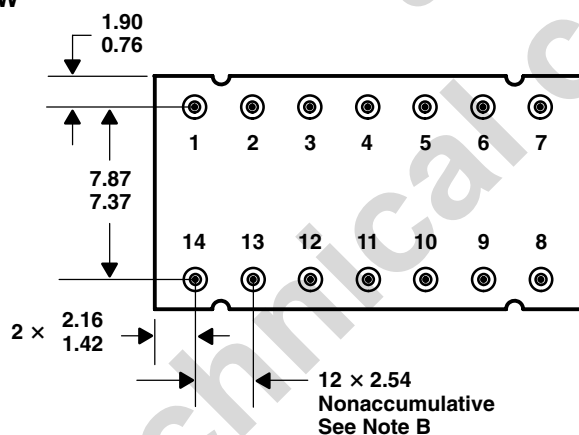 W
1.90
0.76
1 2 3 4 5 6 7
7.87
7.37
14 13 12 11 10 9 8
2 × 2.16
1.42
12 × 2.54
Nonaccumulative
See Note B
chnical c